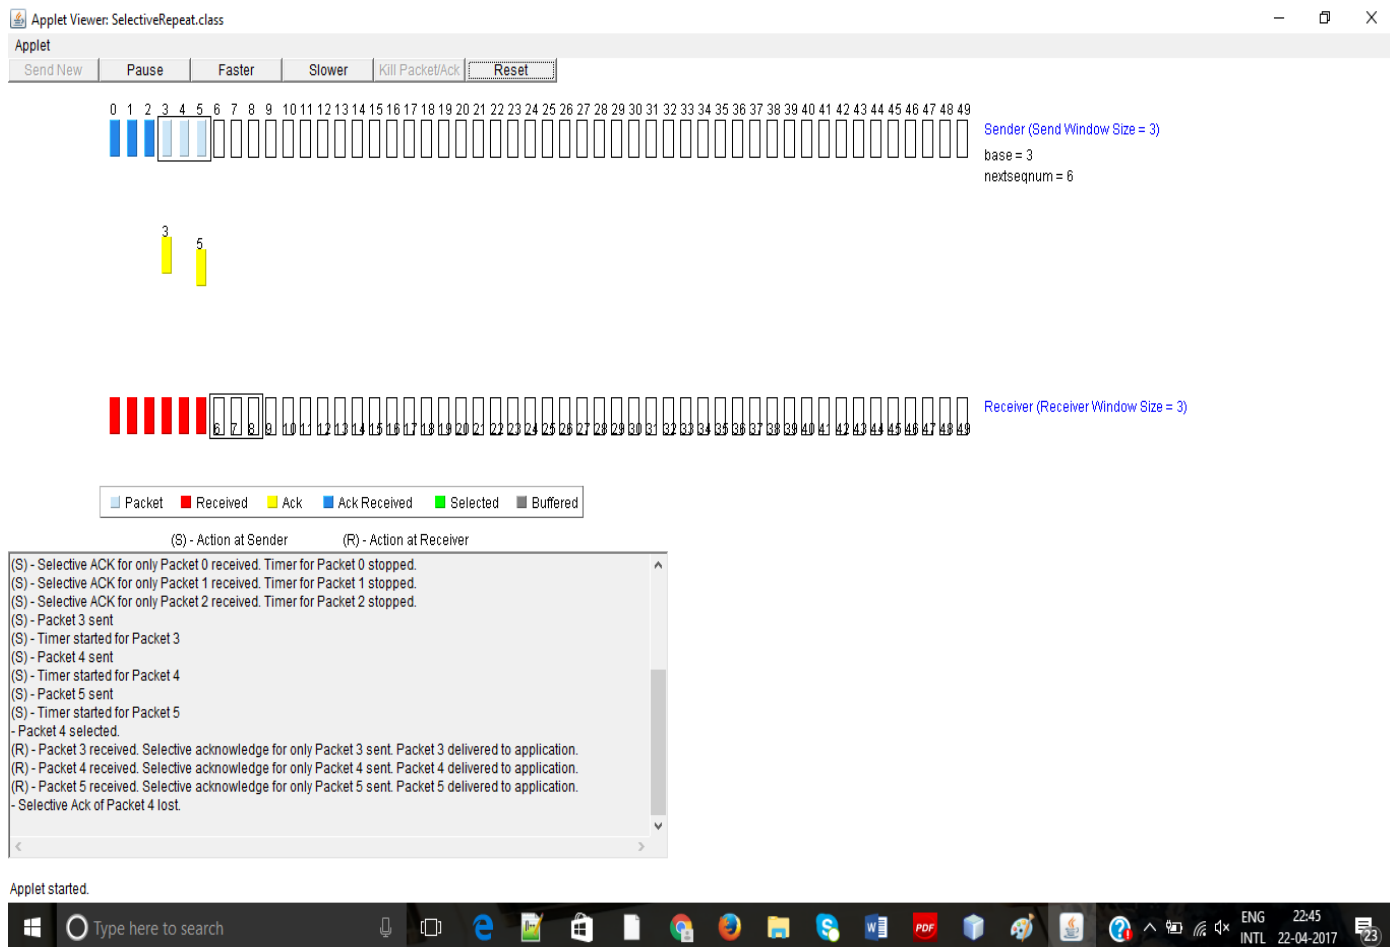 Applet Viewer: SelectiveRepeat.class
Applet
Send New Pause Faster Slower Kill Packet/Ack Reset
0 1 2 3 4 5 6 7 8 9 10 11 12 13 14 15 16 17 18 19 20 21 22 23 24 25 26 27 28 29 30 31 32 33 34 35 36 37 38 39 40 41 42 43 44 45 46 47 48 49
Sender (Send Window Size = 3)
base = 3
nextseqnum = 6
3
5
Receiver (Receiver Window Size = 3)
6 7 8 9 10 11 12 13 14 15 16 17 18 19 20 21 22 23 24 25 26 27 28 29 30 31 32 33 34 35 36 37 38 39 40 41 42 43 44 45 46 47 48 49
Packet Received Ack Ack Received Selected Buffered
(S) - Action at Sender (R) - Action at Receiver
(S) - Selective ACK for only Packet 0 received. Timer for Packet 0 stopped.
(S) - Selective ACK for only Packet 1 received. Timer for Packet 1 stopped.
(S) - Selective ACK for only Packet 2 received. Timer for Packet 2 stopped.
(S) - Packet 3 sent
(S) - Timer started for Packet 3
(S) - Packet 4 sent
(S) - Timer started for Packet 4
(S) - Packet 5 sent
(S) - Timer started for Packet 5
- Packet 4 selected.
(R) - Packet 3 received. Selective acknowledge for only Packet 3 sent. Packet 3 delivered to application.
(R) - Packet 4 received. Selective acknowledge for only Packet 4 sent. Packet 4 delivered to application.
(R) - Packet 5 received. Selective acknowledge for only Packet 5 sent. Packet 5 delivered to application.
- Selective Ack of Packet 4 lost.
Applet started.
Type here to search
PDF
ENG
INTL
22:45
22-04-2017
23